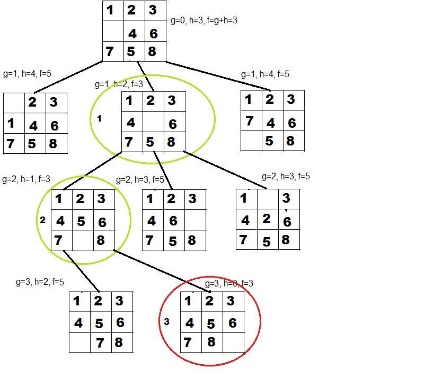 1 2 3
4 6
7 5 8
g=0, h=3, f=g+h=3
g=1, h=4, f=5
2 3
1 4 6
7 5 8
g=1, h=2, f=3
1
1 2 3
4 6
7 5 8
g=1, h=4, f=5
1 2 3
7 4 6
5 8
g=2, h=1, f=3
2
1 2 3
4 5 6
7 8
g=2, h=3, f=5
1 2 3
4 6
7 5 8
g=2, h=3, f=5
1 3
4 2 6
7 5 8
g=3, h=2, f=5
1 2 3
4 5 6
7 8
g=3, h=0, f=3
3
1 2 3
4 5 6
7 8